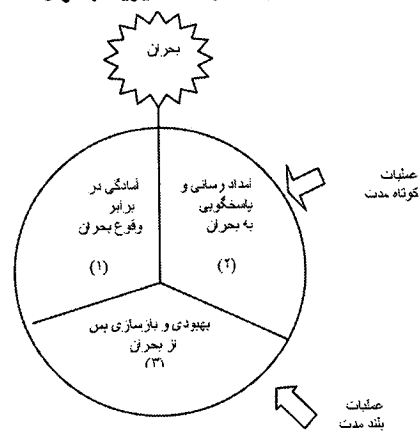 بحران
آمادگی در
برابر
وقوع بحران
(۱)
امداد رسانی و
پاسخگویی
به بحران
(۲)
بهبودی و بازسازی پس
از بحران
(۳)
عملیات
کوتاه مدت
عملیات
بلند مدت